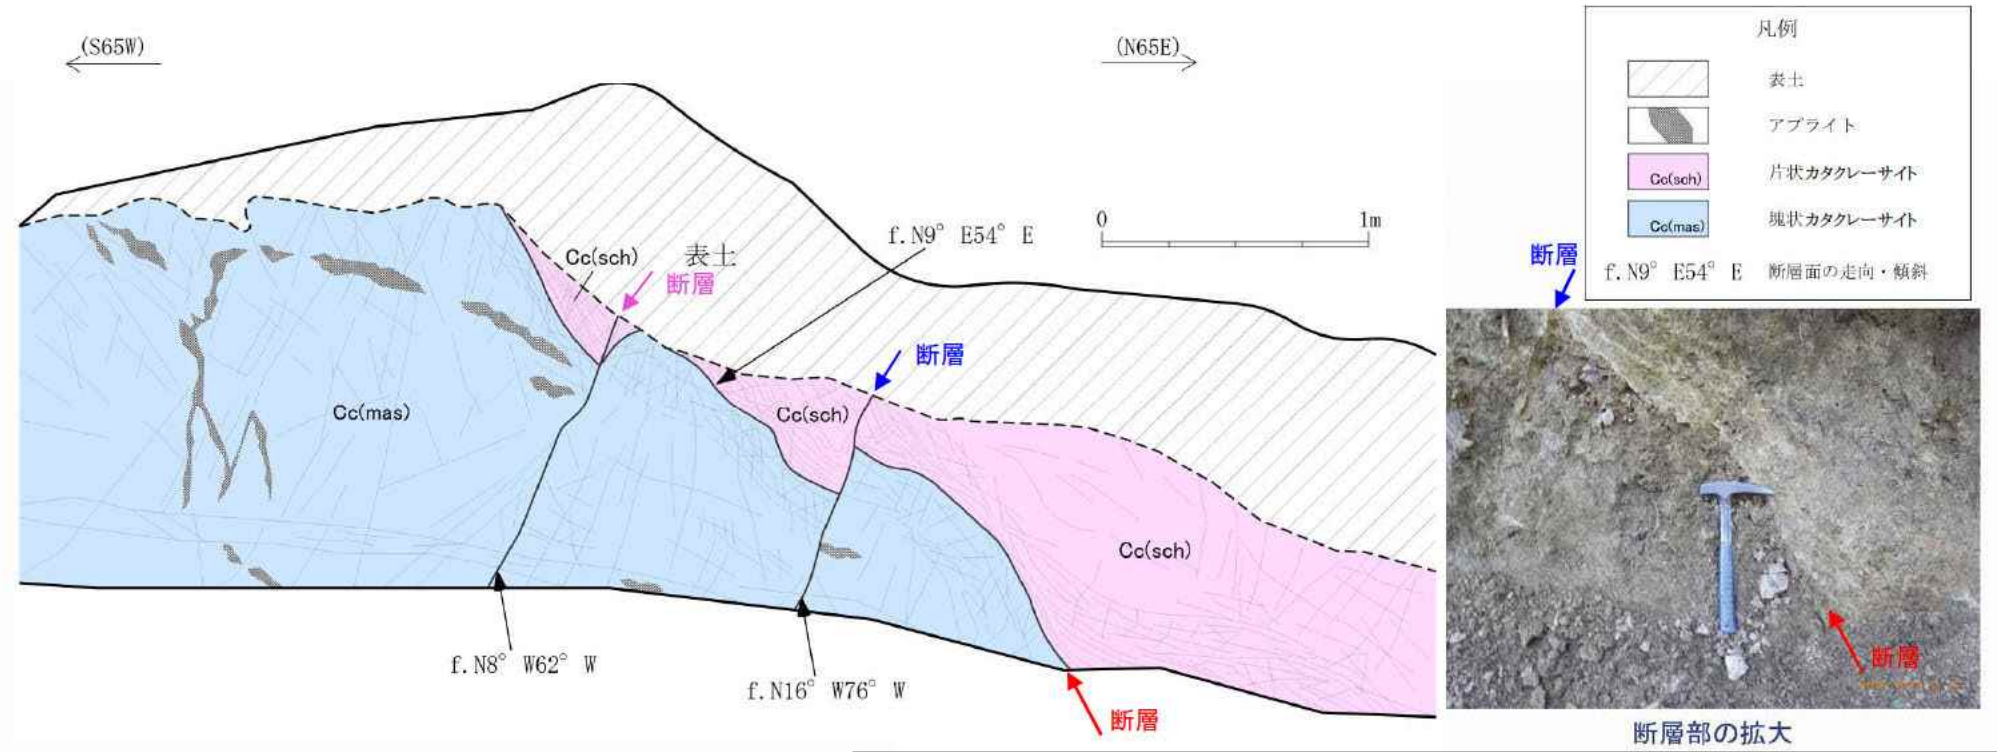 (S65W)
(N65E)
凡例
表土
アプライト
Cc(sch) 片状カタクレーサイト
Cc(mas) 塊状カタクレーサイト
f.N9° E54° E 断層面の走向・傾斜
0 1m
f.N9° E54° E
Cc(sch)
表土
断層
断層
断層
Cc(mas)
Cc(sch)
Cc(sch)
f.N8° W62° W
f.N16° W76° W
断層
断層
断層部の拡大